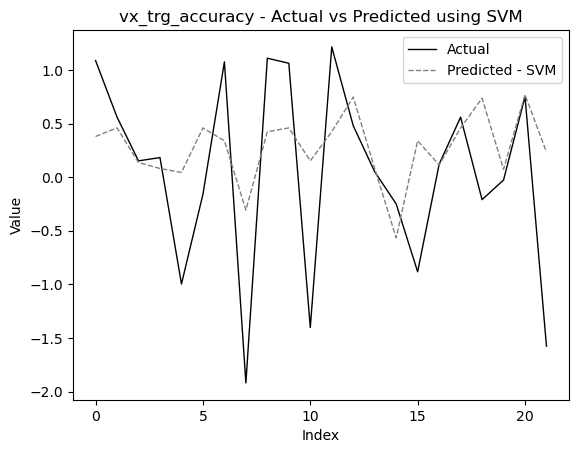 vx_trg_accuracy - Actual vs Predicted using SVM
Actual
Predicted - SVM
1.0
0.5
0.0
−0.5
−1.0
−1.5
−2.0
Value
0
5
10
15
20
Index